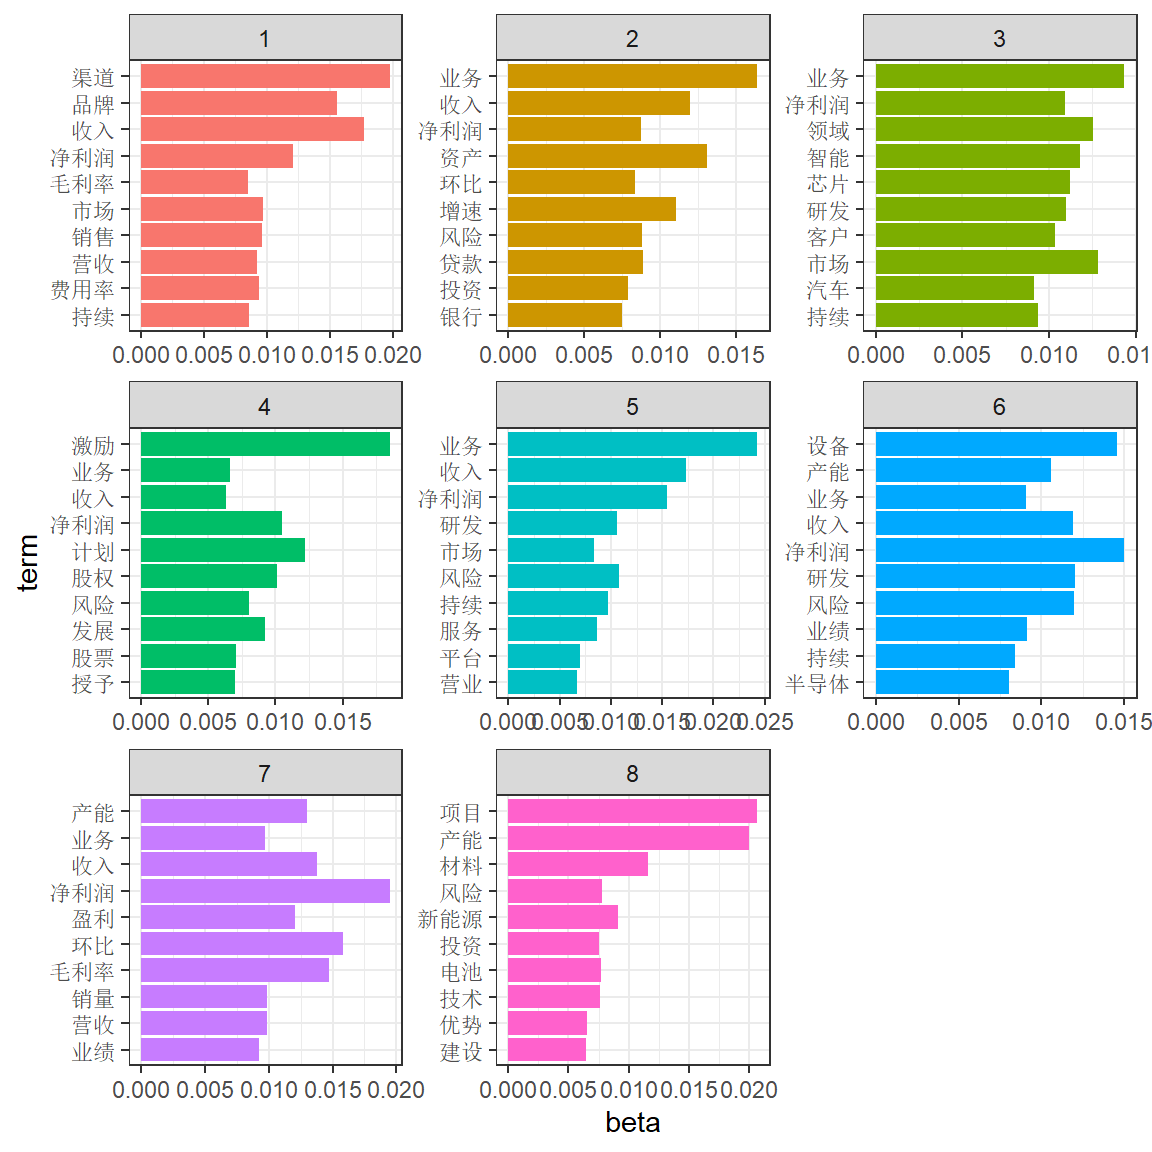 1
渠道
品牌
收入
净利润
毛利率
市场
销售
营收
费用率
持续
0.000 0.005 0.010 0.015 0.020
2
业务
收入
净利润
资产
环比
增速
风险
贷款
投资
银行
0.000 0.005 0.010 0.015
3
业务
净利润
领域
智能
芯片
研发
客户
市场
汽车
持续
0.000 0.005 0.010 0.01
4
激励
业务
收入
净利润
计划
股权
风险
发展
股票
授予
0.000 0.005 0.010 0.015
5
业务
收入
净利润
研发
市场
风险
持续
服务
平台
营业
0.000 0.005 0.010 0.015 0.020 0.025
6
设备
产能
业务
收入
净利润
研发
风险
业绩
持续
半导体
0.000 0.005 0.010 0.015
7
产能
业务
收入
净利润
盈利
环比
毛利率
销量
营收
业绩
0.000 0.005 0.010 0.015 0.020
8
项目
产能
材料
风险
新能源
投资
电池
技术
优势
建设
0.000 0.005 0.010 0.015 0.020
term
beta